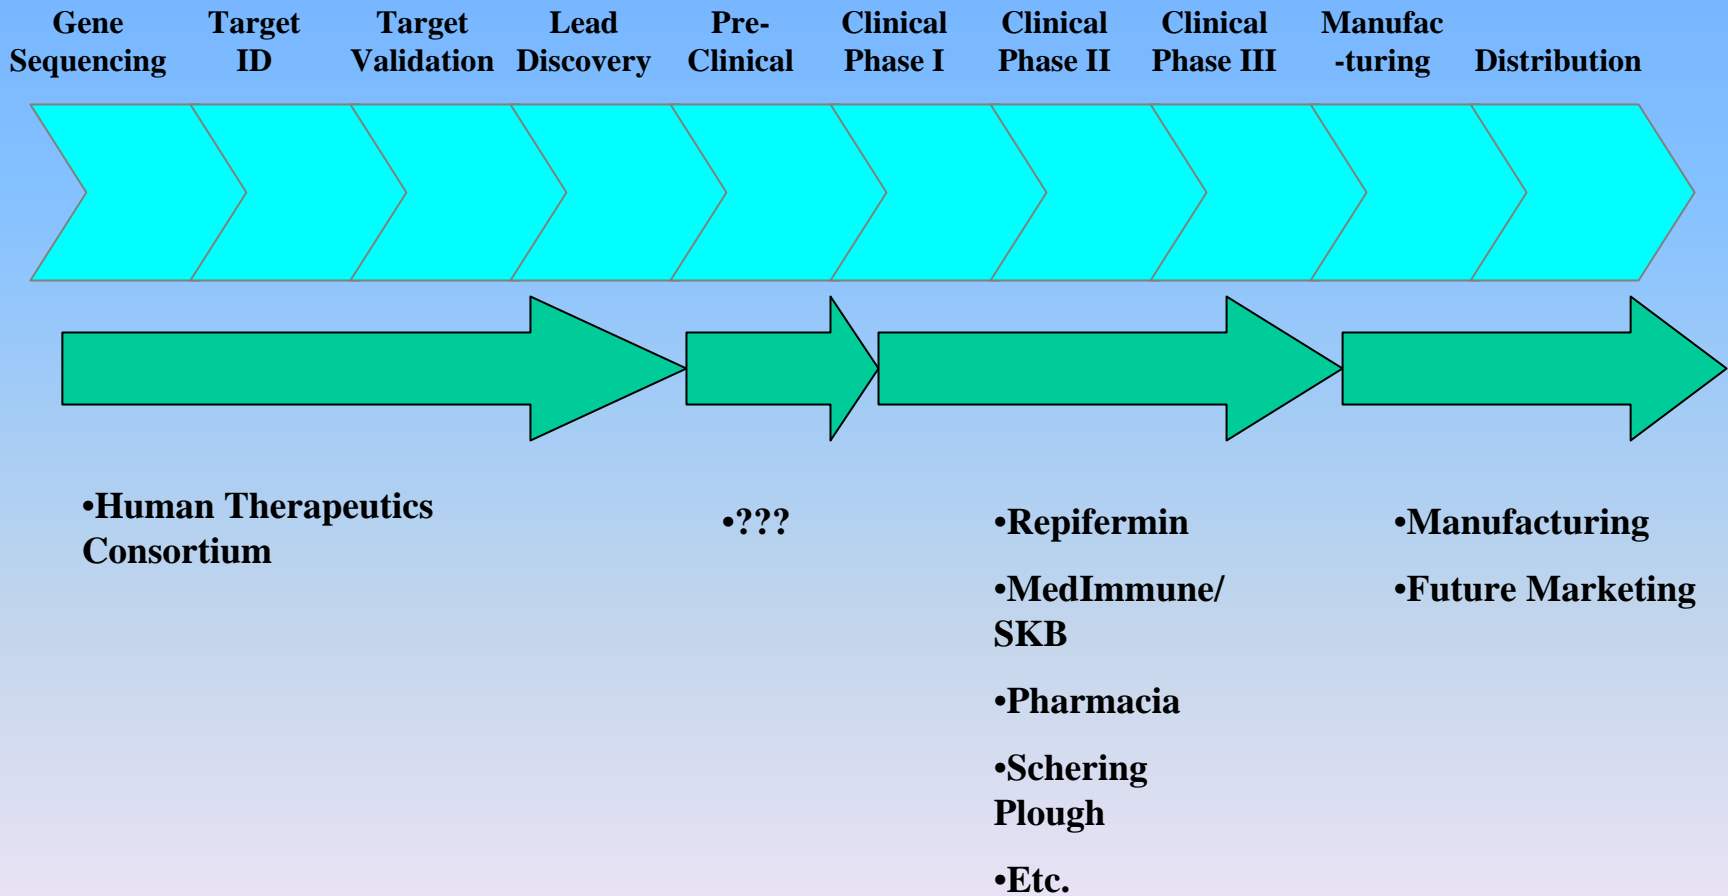 Gene
Sequencing
Target
ID
Target
Validation
Lead
Discovery
Pre-
Clinical
Clinical
Phase I
Clinical
Phase II
Clinical
Phase III
Manufac
-turing
Distribution
•Human Therapeutics
Consortium
•???
•Repifermin
•MedImmune/
SKB
•Pharmacia
•Schering
Plough
•Etc.
•Manufacturing
•Future Marketing